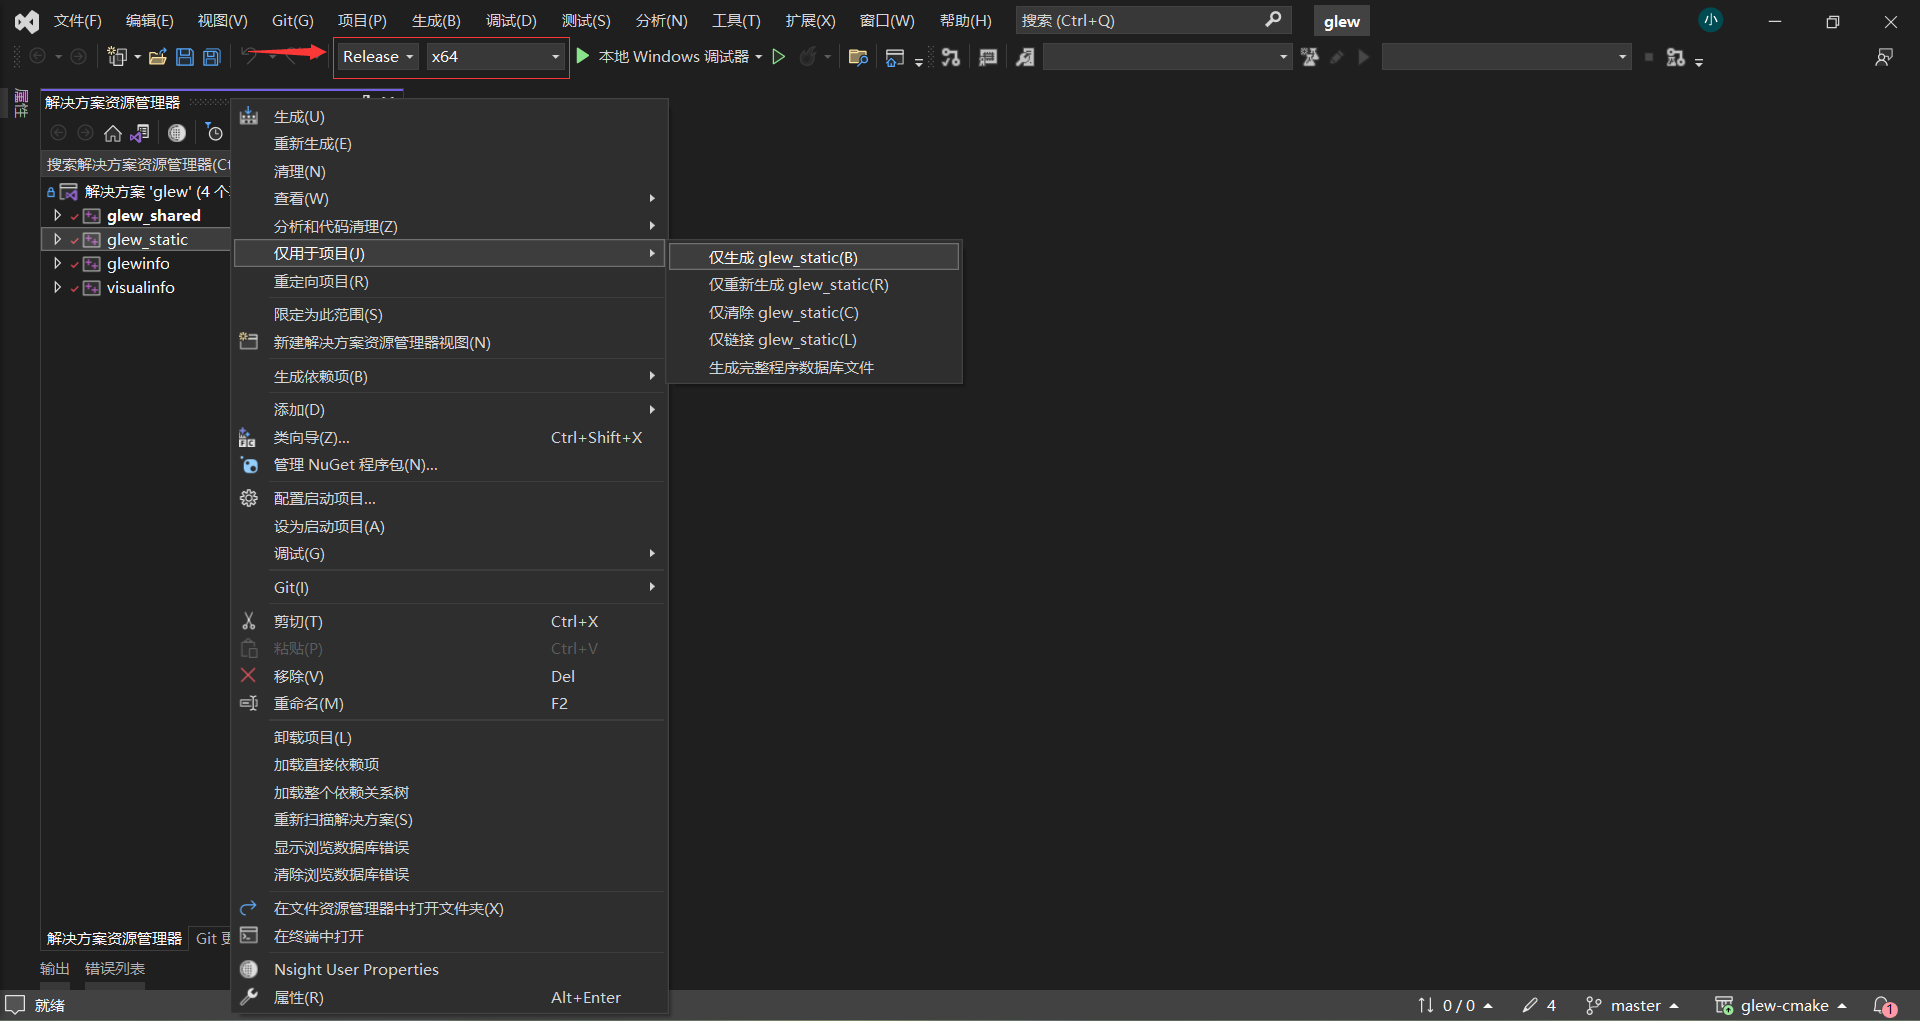 文件(F) 编辑(E) 视图(V) Git(G) 项目(P) 生成(B) 调试(D) 测试(S) 分析(N) 工具(T) 扩展(X) 窗口(W) 帮助(H) 搜索 (Ctrl+Q) glew 小
Release x64 本地 Windows 调试器
属性
解决方案资源管理器
搜索解决方案资源管理器(Ct
解决方案 'glew' (4 个
glew_shared
glew_static
glewinfo
visualinfo
生成(U)
重新生成(E)
清理(N)
查看(W)
分析和代码清理(Z)
仅用于项目(J)
重定向项目(R)
限定为此范围(S)
新建解决方案资源管理器视图(N)
生成依赖项(B)
添加(D)
类向导(Z)... Ctrl+Shift+X
管理 NuGet 程序包(N)...
配置启动项目...
设为启动项目(A)
调试(G)
Git(I)
剪切(T) Ctrl+X
粘贴(P) Ctrl+V
移除(V) Del
重命名(M) F2
卸载项目(L)
加载直接依赖项
加载整个依赖关系树
重新扫描解决方案(S)
显示浏览数据库错误
清除浏览数据库错误
在文件资源管理器中打开文件夹(X)
在终端中打开
Nsight User Properties
属性(R) Alt+Enter
仅生成 glew_static(B)
仅重新生成 glew_static(R)
仅清除 glew_static(C)
仅链接 glew_static(L)
生成完整程序数据库文件
解决方案资源管理器 Git 更
输出 错误列表
就绪 0 / 0 4 master glew-cmake 1